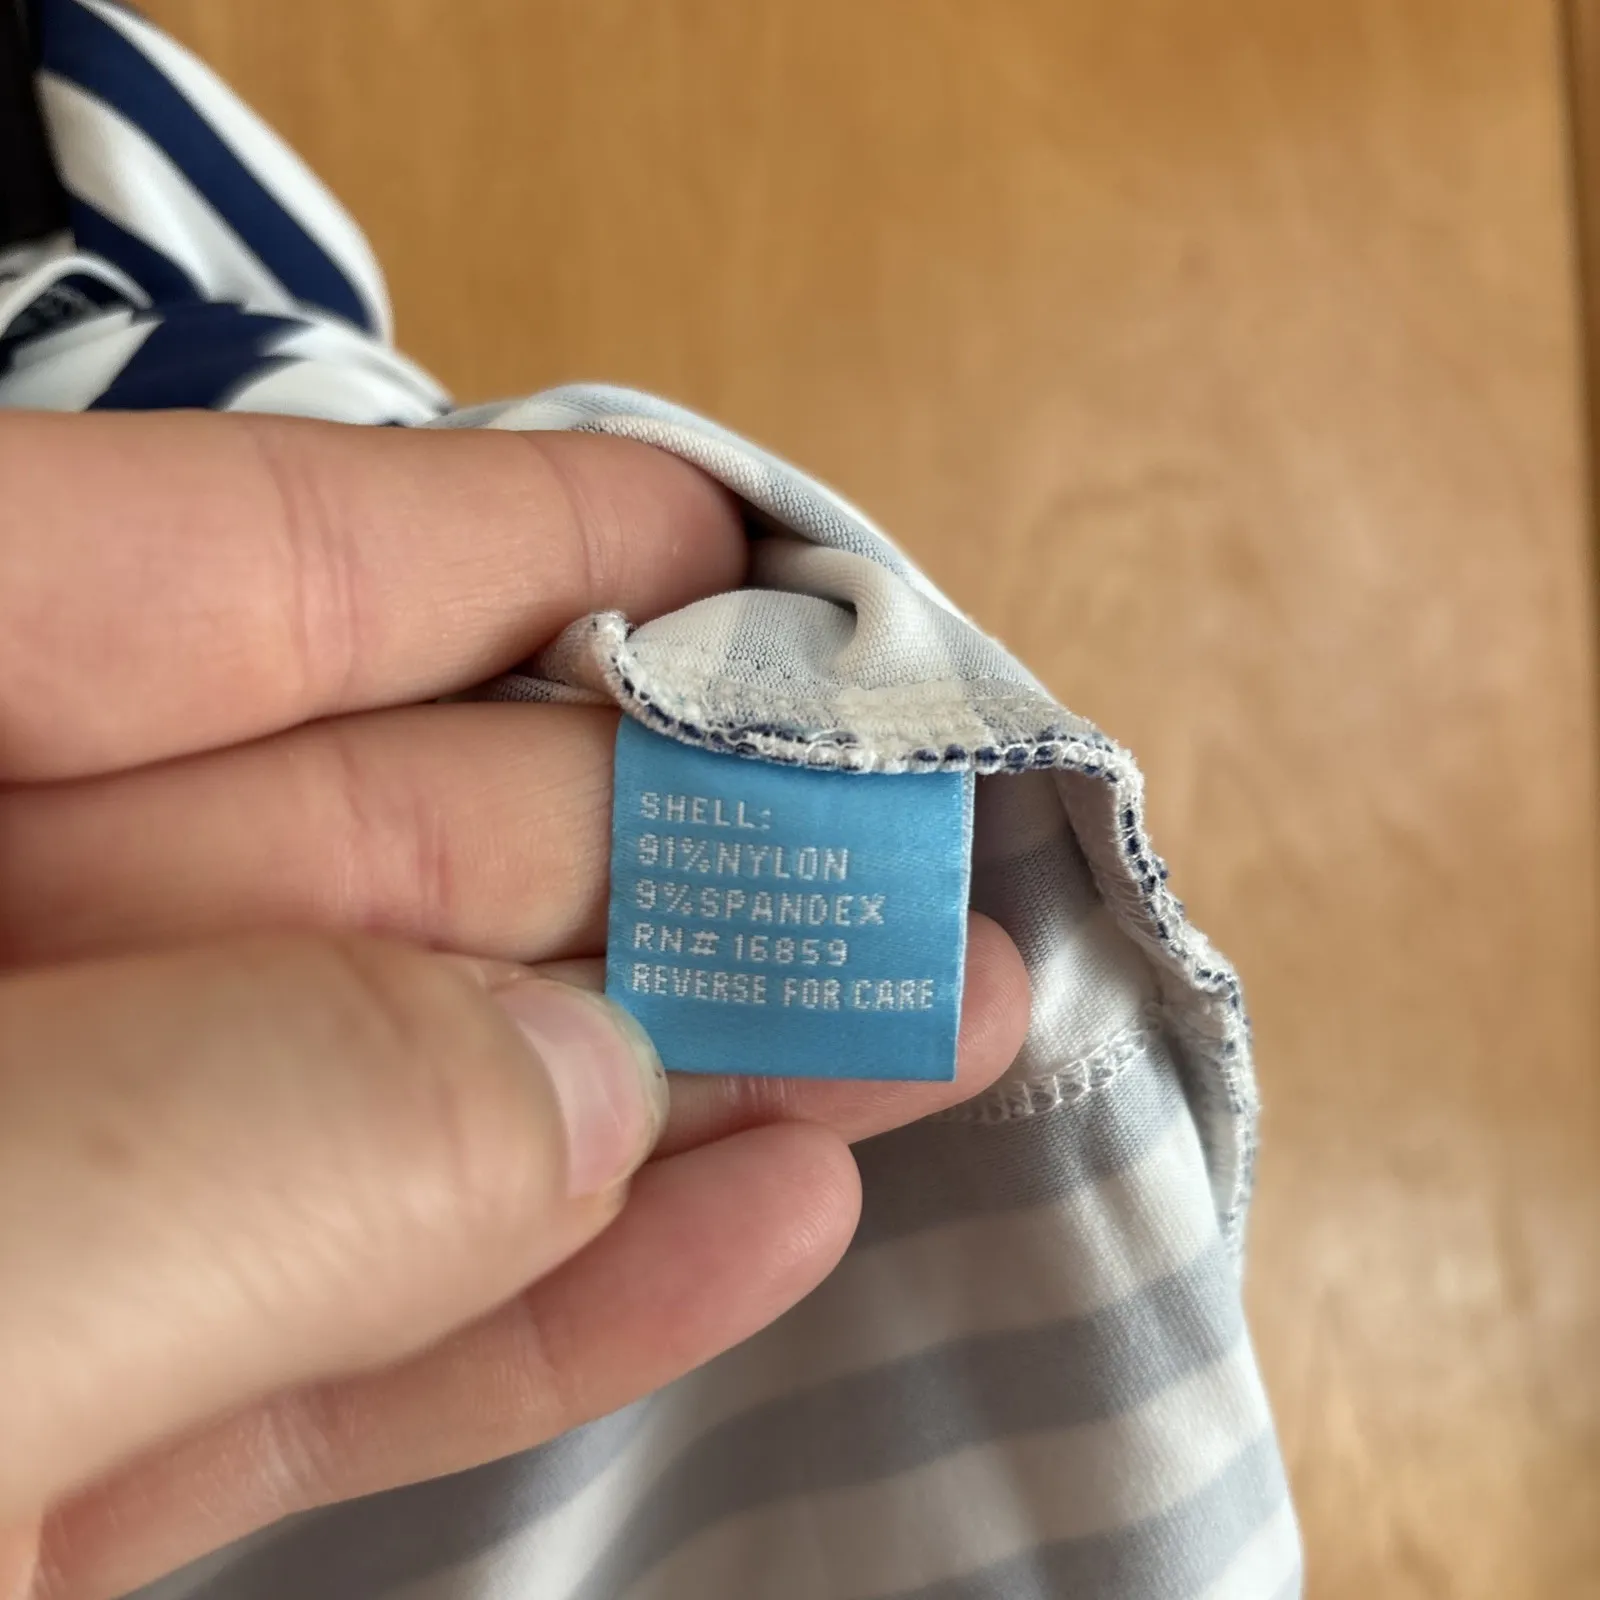 SHELL:
91%NYLON
9%SPANDEX
RN# 16859
REVERSE FOR CARE